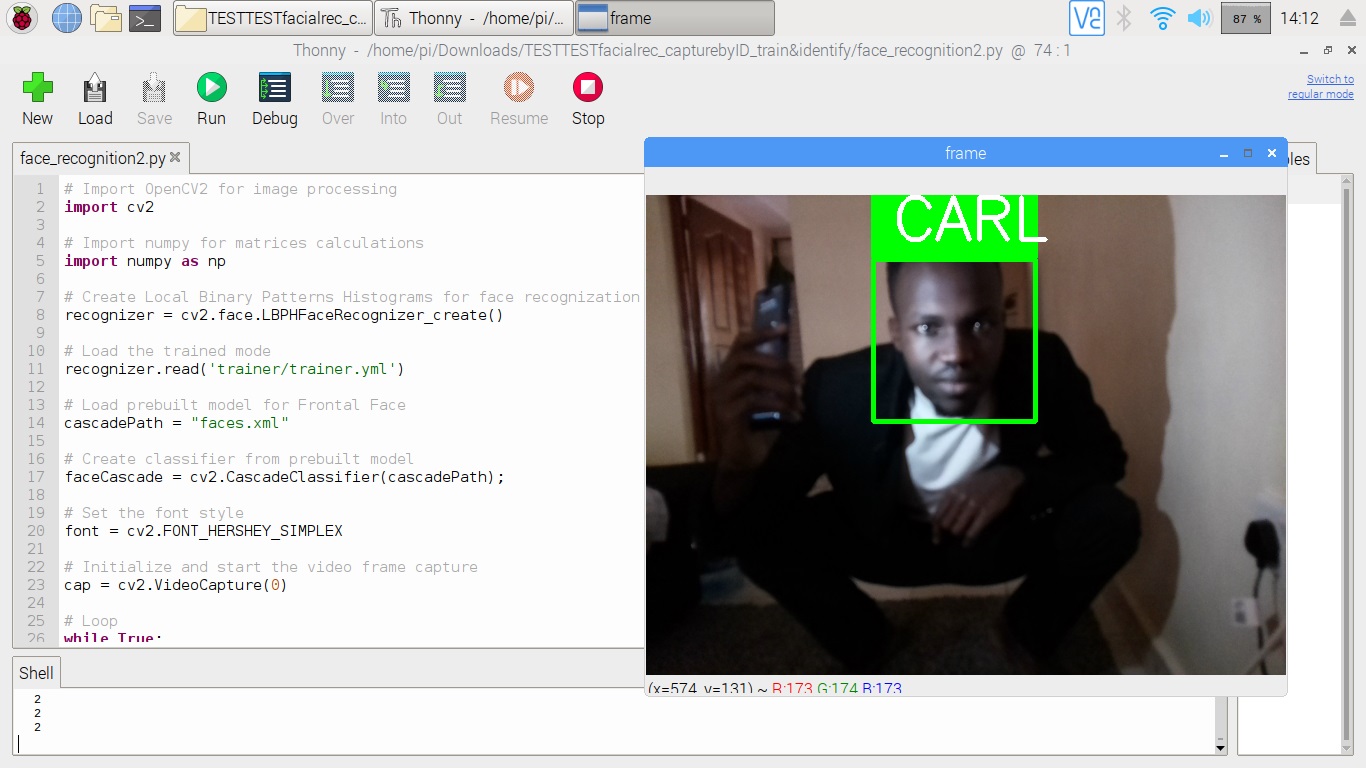 TESTTESTfacialrec_c...
Thonny - /home/pi/...
frame
87 %
14:12
Thonny - /home/pi/Downloads/TESTTESTfacialrec_capturebyID_train&identify/face_recognition2.py @ 74 : 1
Switch to
regular mode
New
Load
Save
Run
Debug
Over
Into
Out
Resume
Stop
face_recognition2.py
1 # Import OpenCV2 for image processing
2 import cv2
3
4 # Import numpy for matrices calculations
5 import numpy as np
6
7 # Create Local Binary Patterns Histograms for face recognization
8 recognizer = cv2.face.LBPHFaceRecognizer_create()
9
10 # Load the trained mode
11 recognizer.read('trainer/trainer.yml')
12
13 # Load prebuilt model for Frontal Face
14 cascadePath = "faces.xml"
15
16 # Create classifier from prebuilt model
17 faceCascade = cv2.CascadeClassifier(cascadePath);
18
19 # Set the font style
20 font = cv2.FONT_HERSHEY_SIMPLEX
21
22 # Initialize and start the video frame capture
23 cap = cv2.VideoCapture(0)
24
25 # Loop
26 while True:
frame
CARL
(x=574, y=131) ~ R:173 G:174 B:173
Shell
2
2
2